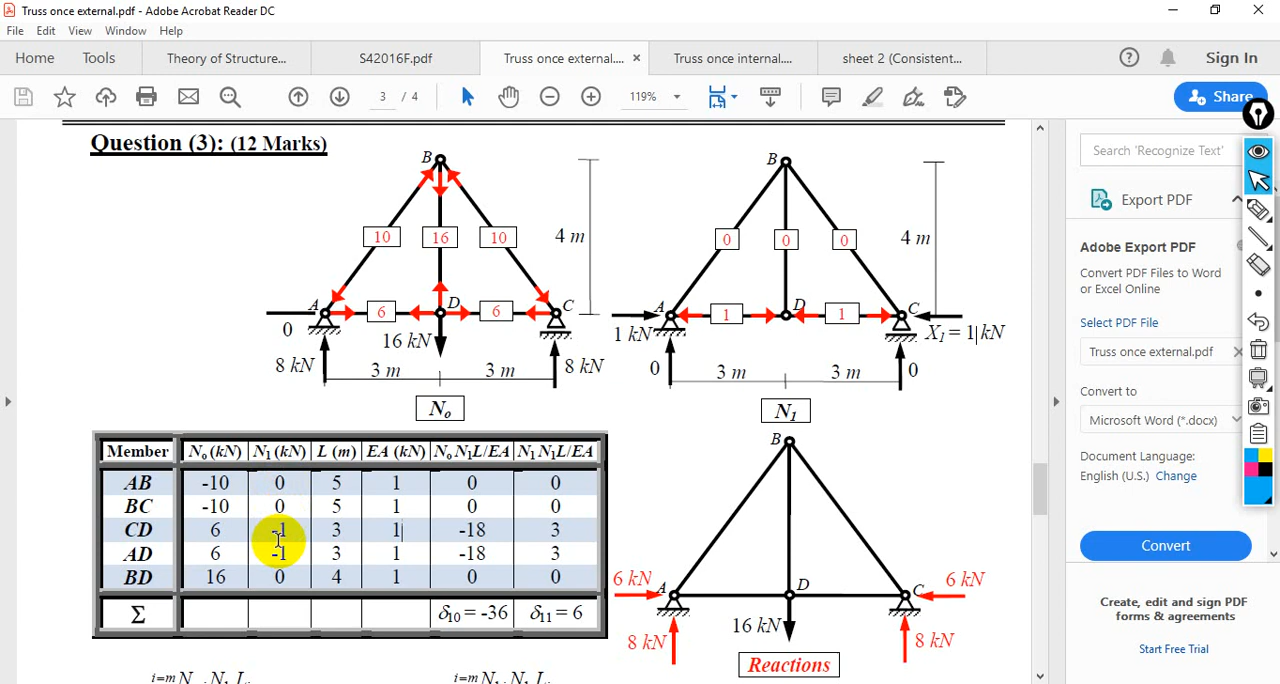 Truss once external.pdf - Adobe Acrobat Reader DC
File Edit View Window Help
Home Tools Theory of Structure... S42016F.pdf Truss once external.... × Truss once internal.... sheet 2 (Consistent... Sign In
3 / 4 119% Share
Question (3): (12 Marks)
B
10 16 10
4 m
A D C
6 6
0
16 kN
8 kN 8 kN
3 m 3 m
N₀
B
0 0 0
4 m
A D C
1 1
1 kN X₁ = 1 kN
0 0
3 m 3 m
N₁
Member N₀ (kN) N₁ (kN) L (m) EA (kN) N₀ N₁L/EA N₁ N₁L/EA
AB -10 0 5 1 0 0
BC -10 0 5 1 0 0
CD 6 -1 3 1 -18 3
AD 6 -1 3 1 -18 3
BD 16 0 4 1 0 0
Σ δ₁₀ = -36 δ₁₁ = 6
B
6 kN A D C 6 kN
16 kN
8 kN 8 kN
Reactions
i=m i=m
Search 'Recognize Text'
Export PDF
Adobe Export PDF
Convert PDF Files to Word
or Excel Online
Select PDF File
Truss once external.pdf ×
Convert to
Microsoft Word (*.docx)
Document Language:
English (U.S.) Change
Convert
Create, edit and sign PDF
forms & agreements
Start Free Trial